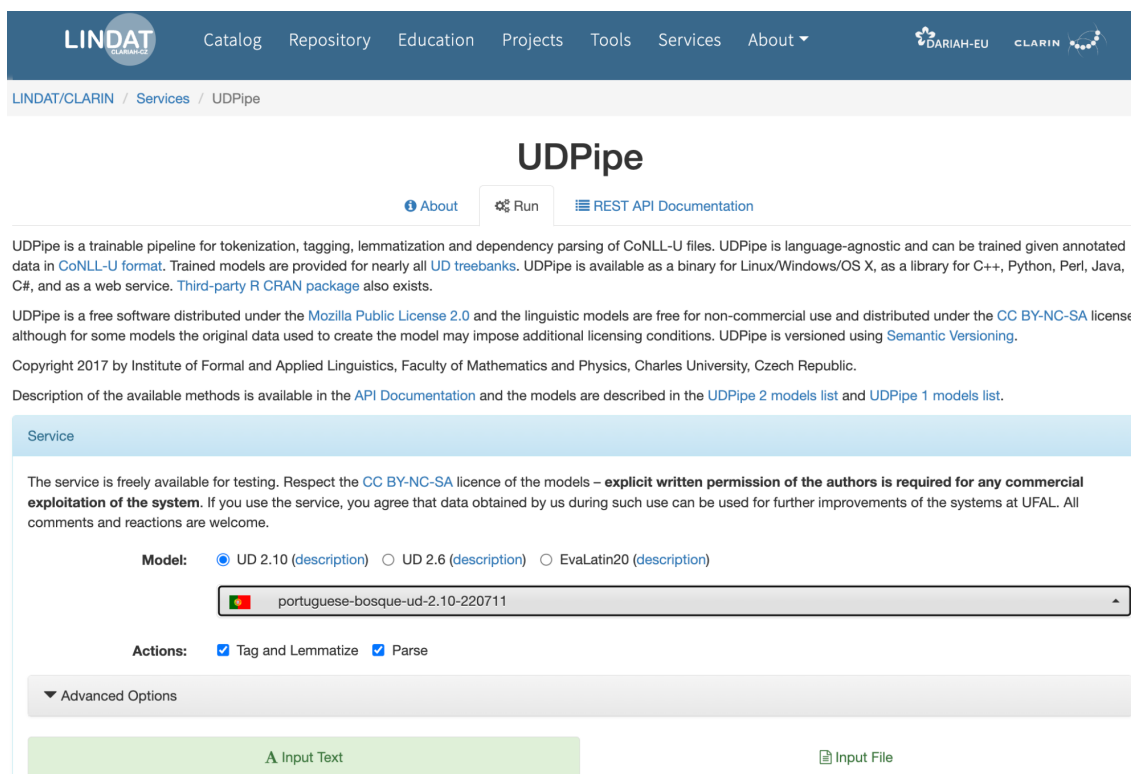 LINDAT CLARIAH-CZ Catalog Repository Education Projects Tools Services About DARIAH-EU CLARIN
LINDAT/CLARIN / Services / UDPipe
UDPipe
About Run REST API Documentation
UDPipe is a trainable pipeline for tokenization, tagging, lemmatization and dependency parsing of CoNLL-U files. UDPipe is language-agnostic and can be trained given annotated
data in CoNLL-U format. Trained models are provided for nearly all UD treebanks. UDPipe is available as a binary for Linux/Windows/OS X, as a library for C++, Python, Perl, Java,
C#, and as a web service. Third-party R CRAN package also exists.
UDPipe is a free software distributed under the Mozilla Public License 2.0 and the linguistic models are free for non-commercial use and distributed under the CC BY-NC-SA license
although for some models the original data used to create the model may impose additional licensing conditions. UDPipe is versioned using Semantic Versioning.
Copyright 2017 by Institute of Formal and Applied Linguistics, Faculty of Mathematics and Physics, Charles University, Czech Republic.
Description of the available methods is available in the API Documentation and the models are described in the UDPipe 2 models list and UDPipe 1 models list.
Service
The service is freely available for testing. Respect the CC BY-NC-SA licence of the models – explicit written permission of the authors is required for any commercial
exploitation of the system. If you use the service, you agree that data obtained by us during such use can be used for further improvements of the systems at UFAL. All
comments and reactions are welcome.
Model: UD 2.10 (description) UD 2.6 (description) EvaLatin20 (description)
portuguese-bosque-ud-2.10-220711
Actions: Tag and Lemmatize Parse
Advanced Options
A Input Text Input File